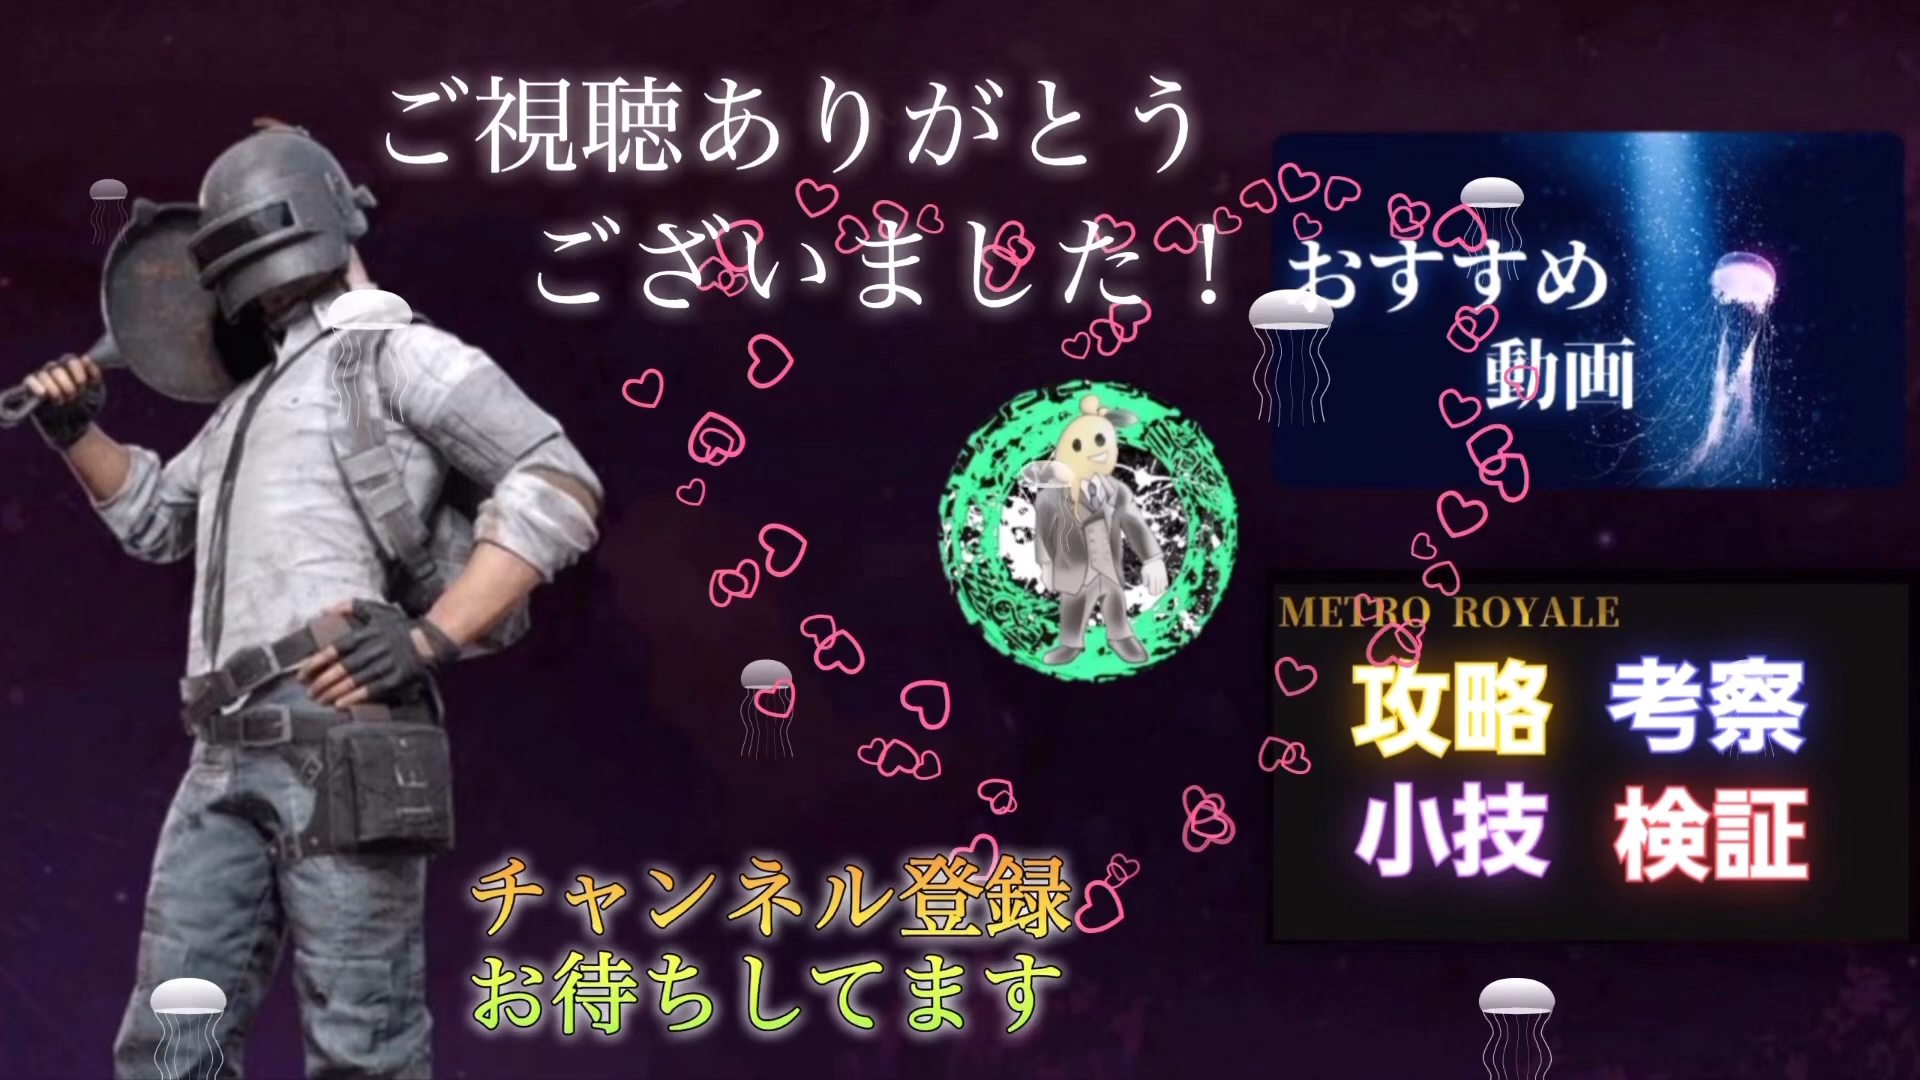 ご視聴ありがとう
ございました！
おすすめ
動画
METRO ROYALE
攻略 考察
小技 検証
チャンネル登録
お待ちしてます